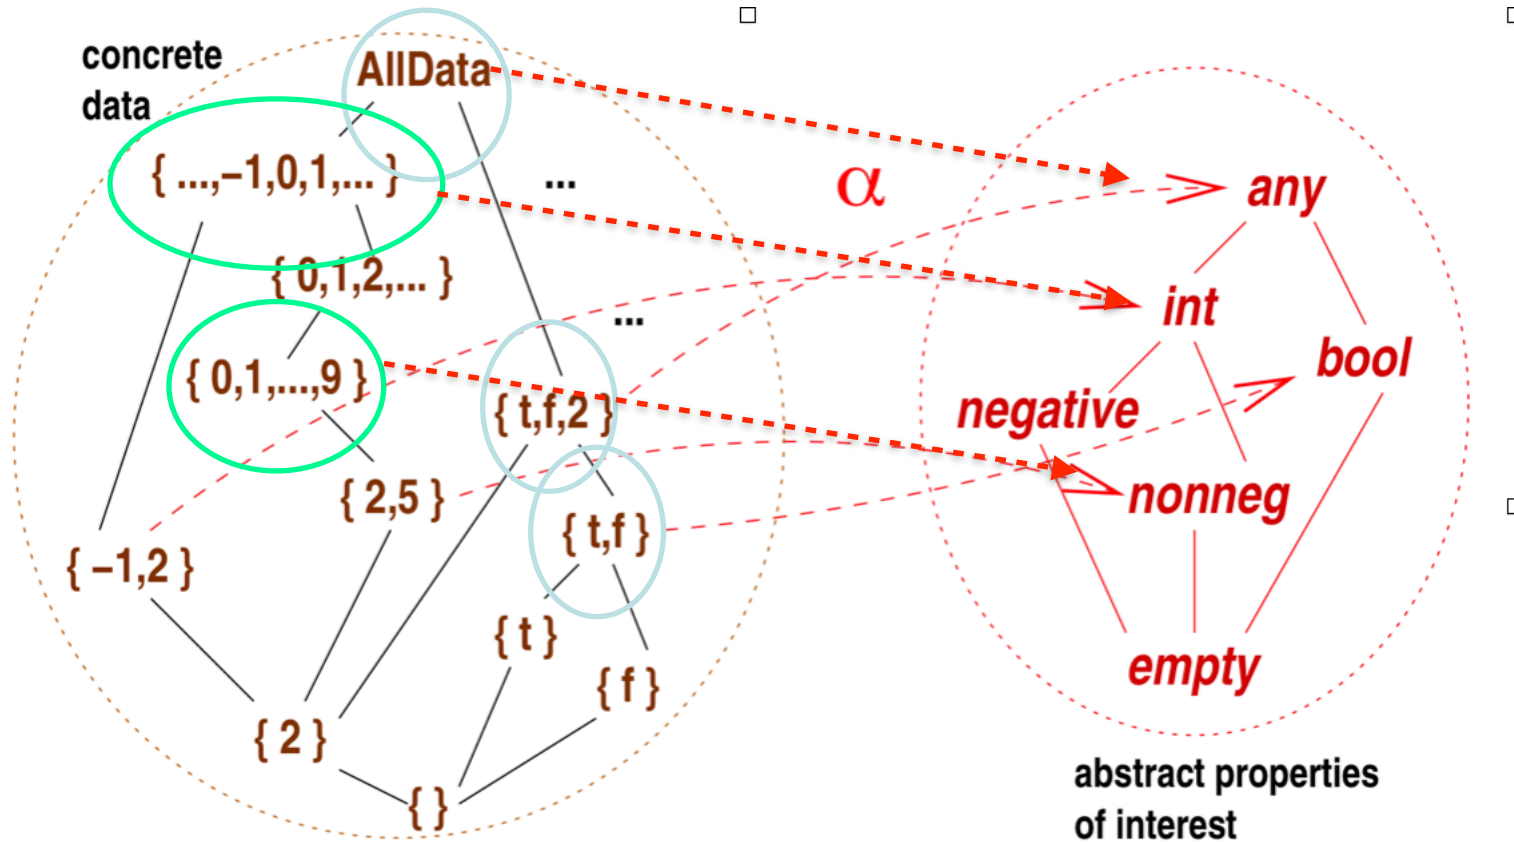 concrete
data
AllData
{ ...,–1,0,1,... }
...
α
any
{ 0,1,2,... }
...
int
{ 0,1,...,9 }
bool
{ t,f,2 }
negative
{ 2,5 }
nonneg
{ t,f }
{ –1,2 }
{ t }
{ f }
empty
{ 2 }
{ }
abstract properties
of interest